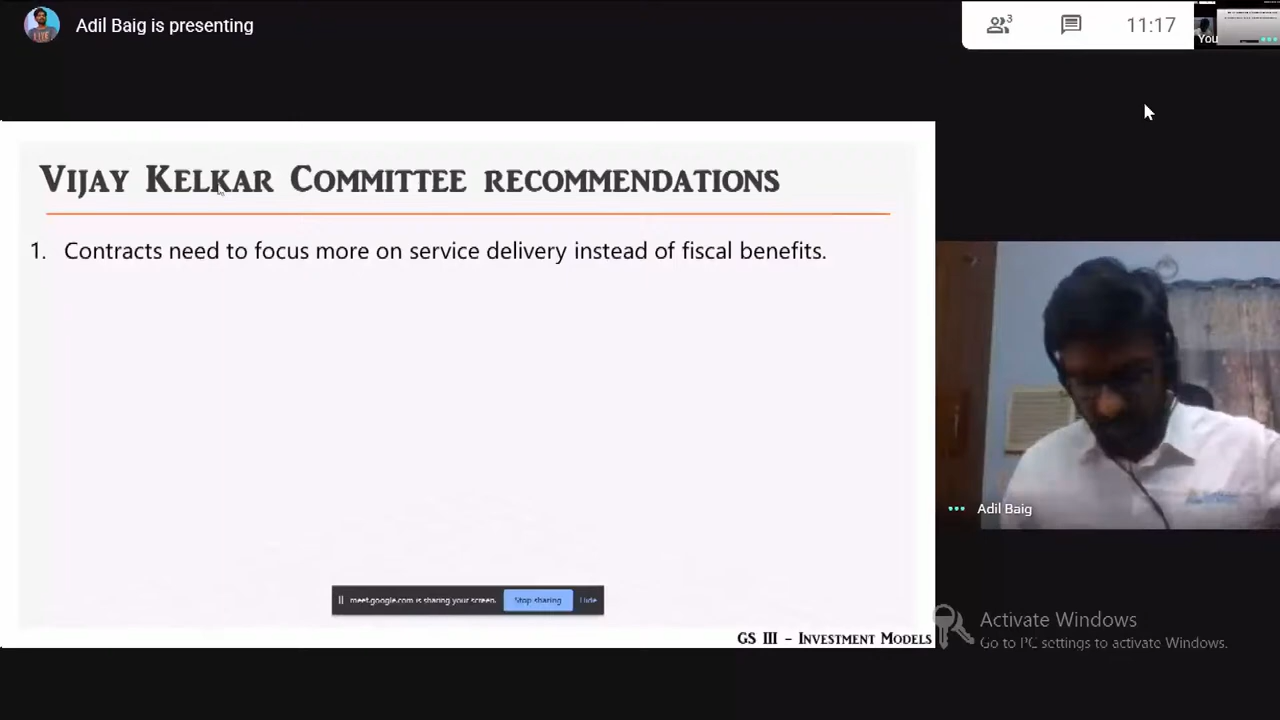 Adil Baig is presenting
3
11:17
You
Vijay Kelkar Committee recommendations
1. Contracts need to focus more on service delivery instead of fiscal benefits.
Adil Baig
meet.google.com is sharing your screen.
Stop sharing
Hide
GS III – Investment Models
Activate Windows
Go to PC settings to activate Windows.